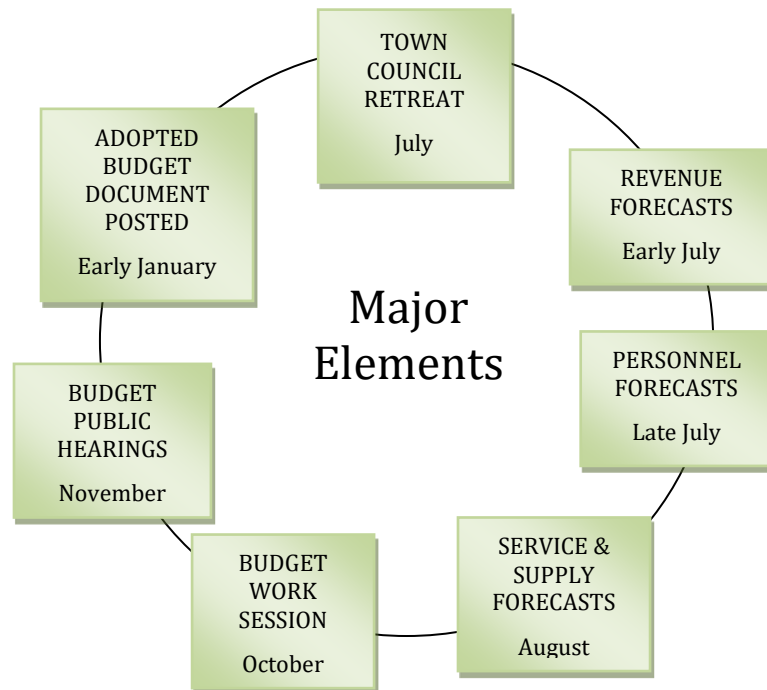 TOWN
COUNCIL
RETREAT
July
REVENUE
FORECASTS
Early July
PERSONNEL
FORECASTS
Late July
SERVICE &
SUPPLY
FORECASTS
August
BUDGET
WORK
SESSION
October
BUDGET
PUBLIC
HEARINGS
November
ADOPTED
BUDGET
DOCUMENT
POSTED
Early January
Major
Elements